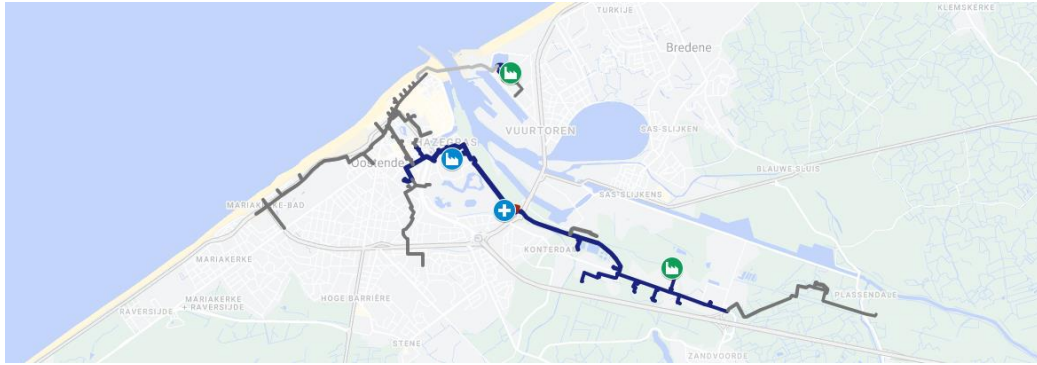 TURKIJE
KLEMSKERKE
Bredene
VUURTOREN
SAS-SLIJKEN
HAZEGRAS
Oostende
BLAUWE SLUIS
SAS-SLIJKENS
MARIAKERKE-BAD
KONTERDAM
MARIAKERKE
PLASSENDALE
MARIAKERKE
+ RAVERSIJDE
HOGE BARRIÈRE
RAVERSIJDE
STENE
ZANDVOORDE